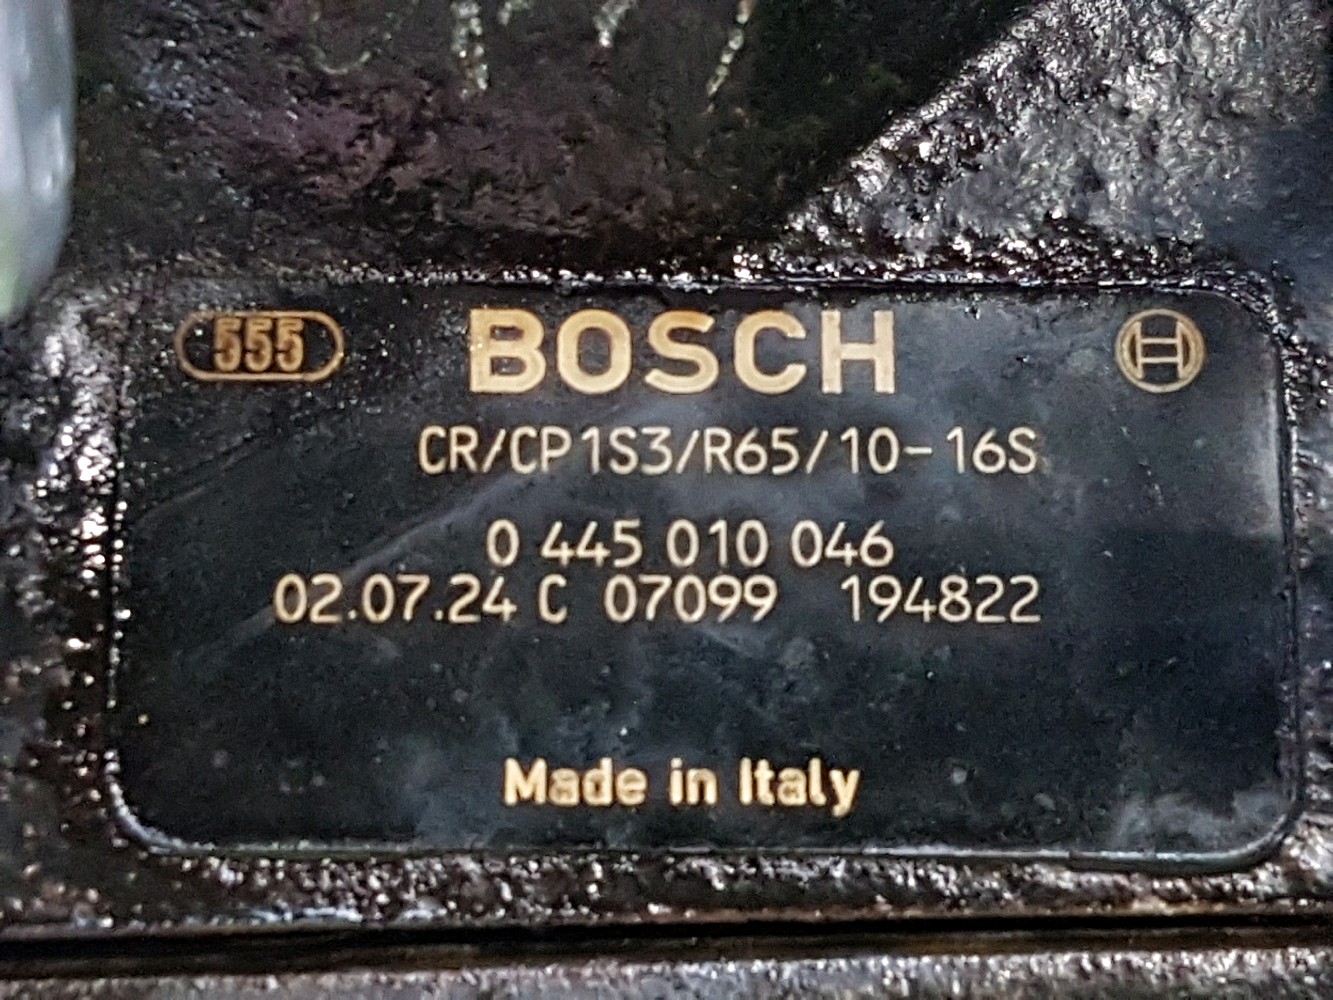 555 BOSCH
CR/CP1S3/R65/10-16S
0 445 010 046
02.07.24 C 07099 194822
Made in Italy